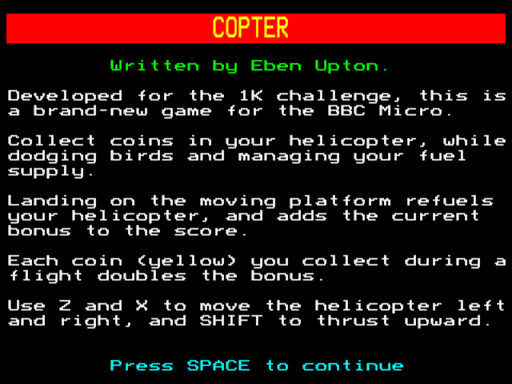 COPTER
Written by Eben Upton.
Developed for the 1K challenge, this is
a brand-new game for the BBC Micro.
Collect coins in your helicopter, while
dodging birds and managing your fuel
supply.
Landing on the moving platform refuels
your helicopter, and adds the current
bonus to the score.
Each coin (yellow) you collect during a
flight doubles the bonus.
Use Z and X to move the helicopter left
and right, and SHIFT to thrust upward.
Press SPACE to continue